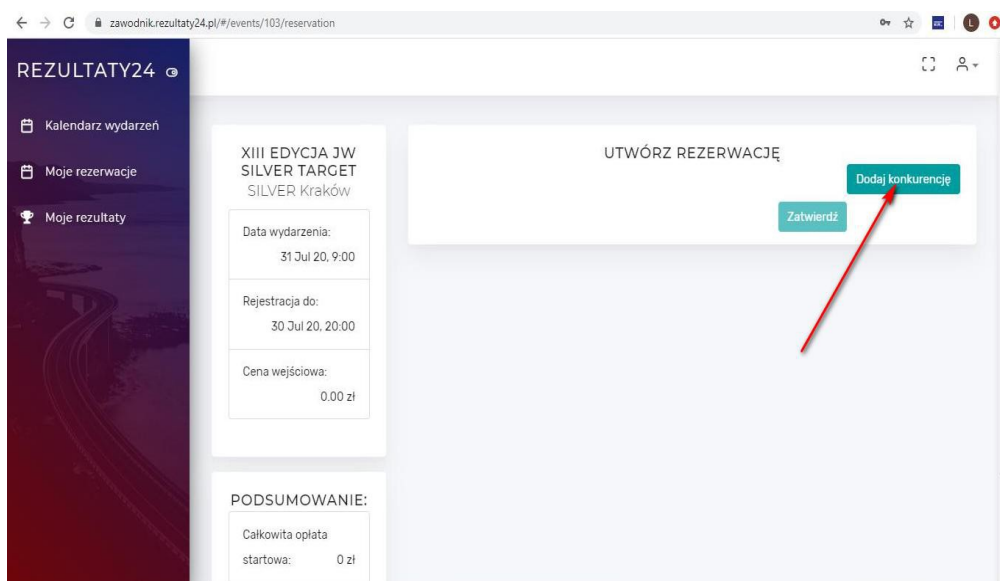 zawodnik.rezultaty24.pl/#/events/103/reservation
L
REZULTATY24
Kalendarz wydarzeń
Moje rezerwacje
Moje rezultaty
XIII EDYCJA JW
SILVER TARGET
SILVER Kraków
Data wydarzenia:
31 Jul 20, 9:00
Rejestracja do:
30 Jul 20, 20:00
Cena wejściowa:
0.00 zł
PODSUMOWANIE:
Całkowita opłata
startowa: 0 zł
UTWÓRZ REZERWACJĘ
Dodaj konkurencję
Zatwierdź